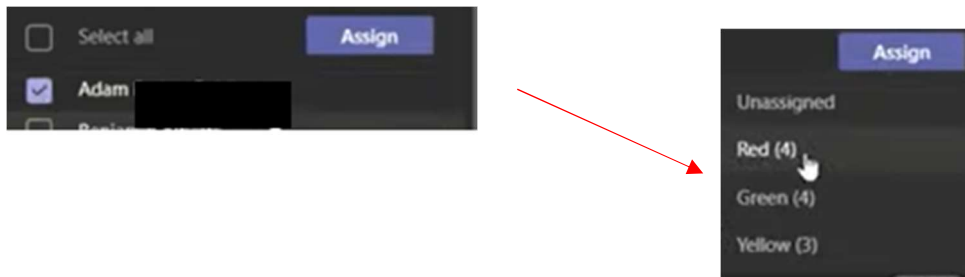 Select all
Assign
Adam
Assign
Unassigned
Red (4)
Green (4)
Yellow (3)